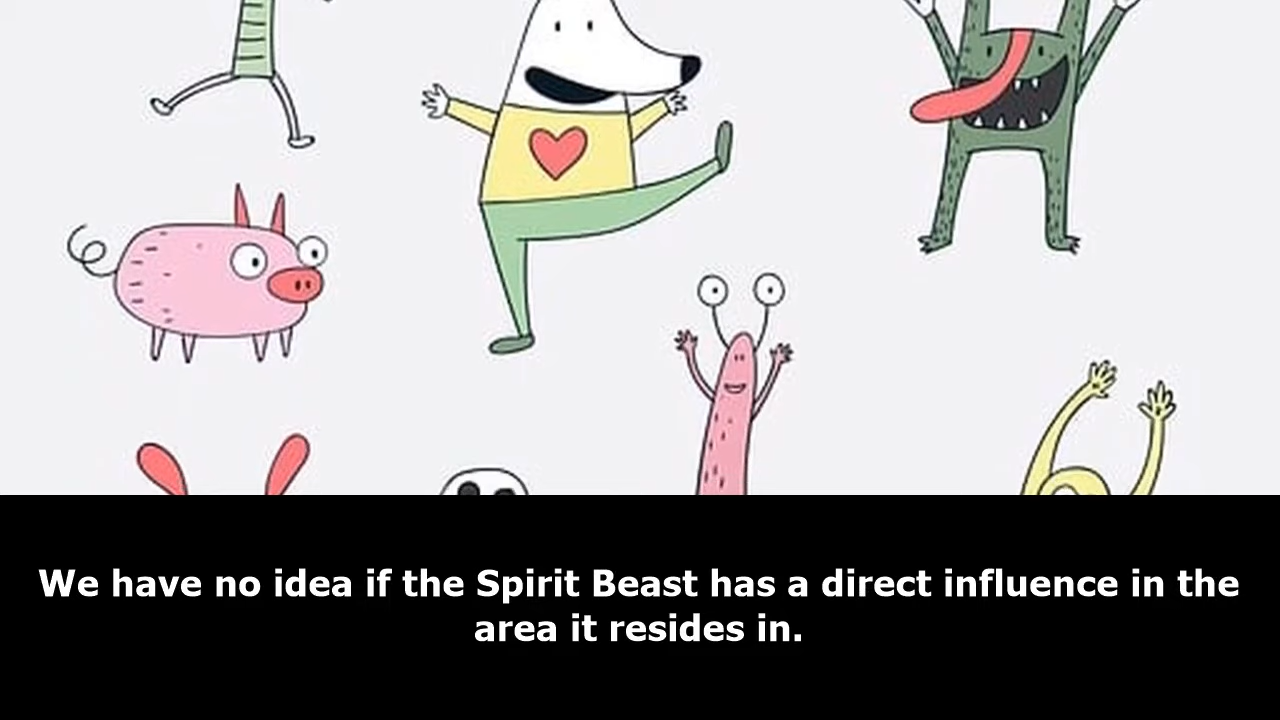 We have no idea if the Spirit Beast has a direct influence in the
area it resides in.